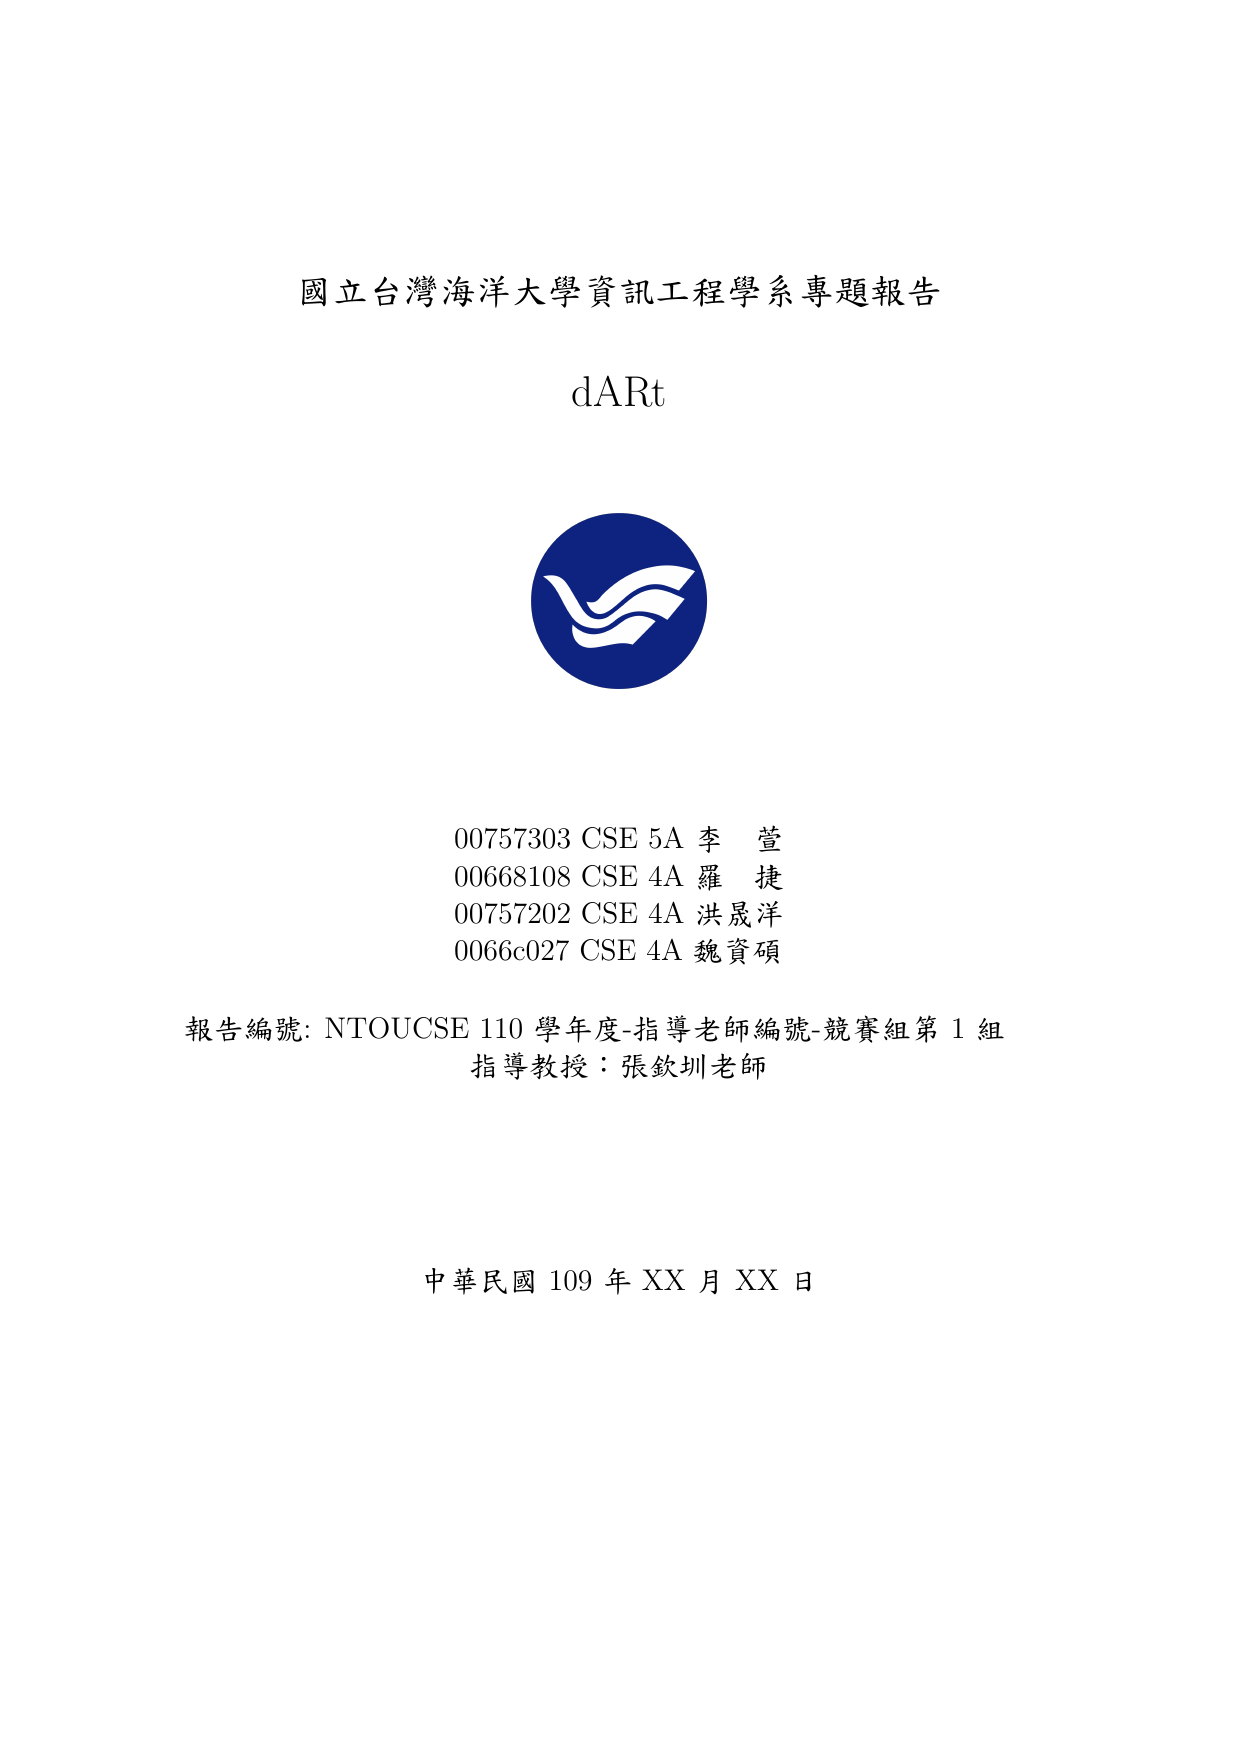 國立台灣海洋大學資訊工程學系專題報告
dARt
00757303 CSE 5A 李　萱
00668108 CSE 4A 羅　捷
00757202 CSE 4A 洪晟洋
0066c027 CSE 4A 魏資碩
報告編號: NTOUCSE 110 學年度-指導老師編號-競賽組第 1 組
指導教授：張欽圳老師
中華民國 109 年 XX 月 XX 日